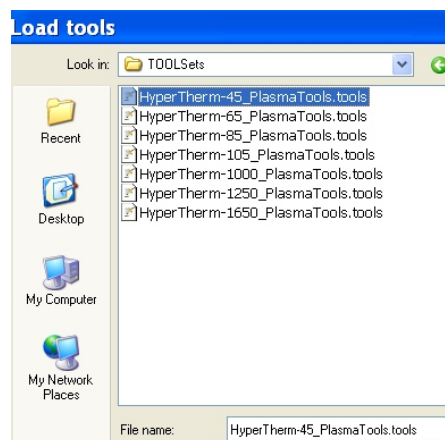 Load tools
Look in: TOOLSets
HyperTherm-45_PlasmaTools.tools
HyperTherm-65_PlasmaTools.tools
HyperTherm-85_PlasmaTools.tools
HyperTherm-105_PlasmaTools.tools
HyperTherm-1000_PlasmaTools.tools
HyperTherm-1250_PlasmaTools.tools
HyperTherm-1650_PlasmaTools.tools
Recent
Desktop
My Computer
My Network
Places
File name: HyperTherm-45_PlasmaTools.tools